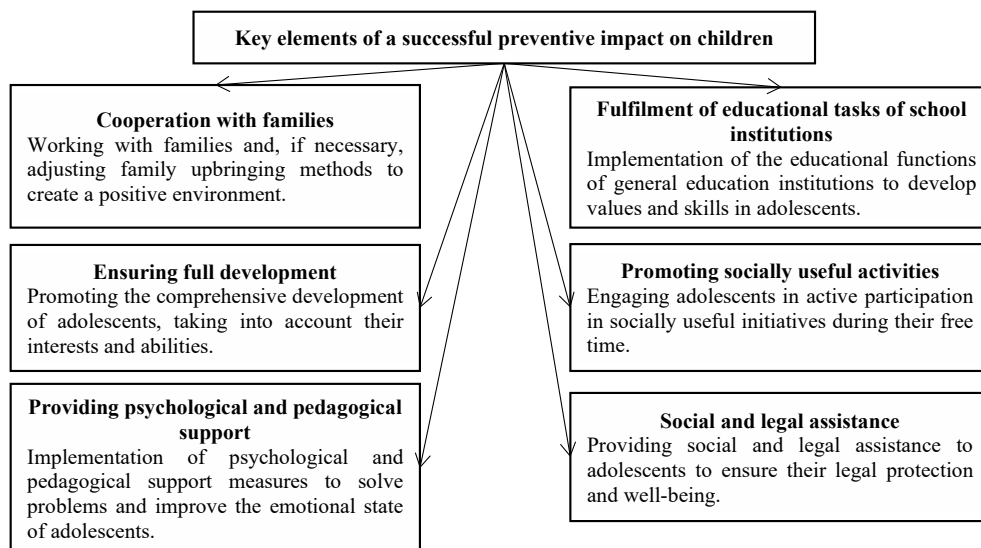 Key elements of a successful preventive impact on children
Cooperation with families
Working with families and, if necessary,
adjusting family upbringing methods to
create a positive environment.
Fulfilment of educational tasks of school
institutions
Implementation of the educational functions
of general education institutions to develop
values and skills in adolescents.
Ensuring full development
Promoting the comprehensive development
of adolescents, taking into account their
interests and abilities.
Promoting socially useful activities
Engaging adolescents in active participation
in socially useful initiatives during their free
time.
Providing psychological and pedagogical
support
Implementation of psychological and
pedagogical support measures to solve
problems and improve the emotional state
of adolescents.
Social and legal assistance
Providing social and legal assistance to
adolescents to ensure their legal protection
and well-being.